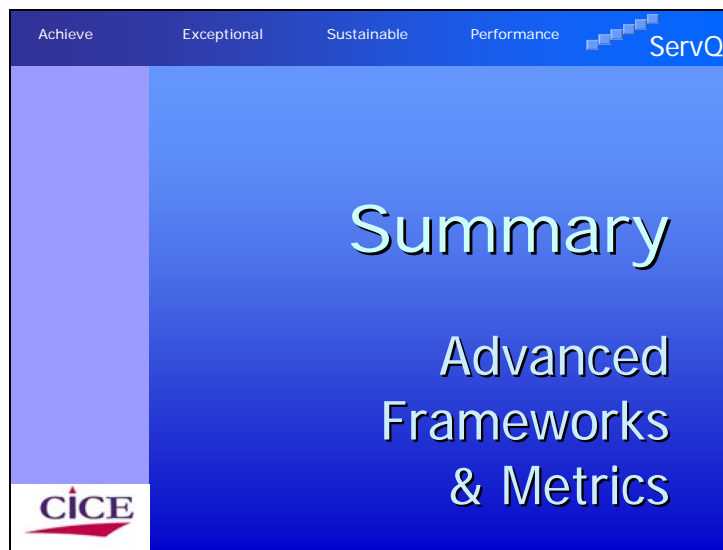 Achieve Exceptional Sustainable Performance ServQ
Summary
Advanced
Frameworks
& Metrics
CiCE